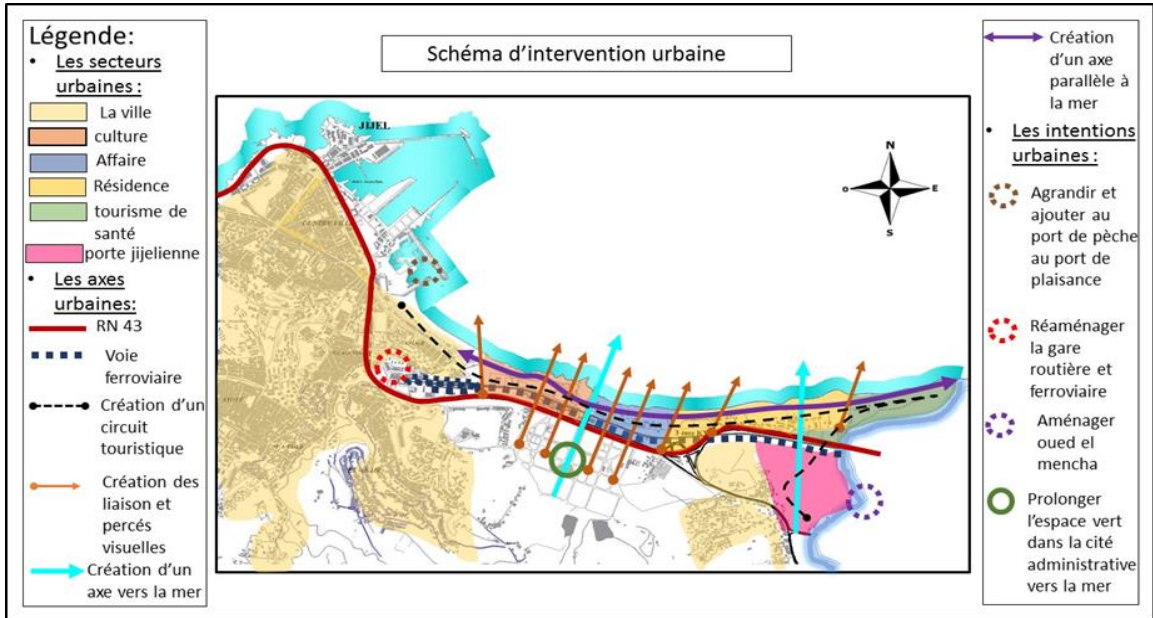 Légende:
• Les secteurs
urbaines :
La ville
culture
Affaire
Résidence
tourisme de
santé
porte jijelienne
• Les axes
urbaines:
RN 43
Voie
ferroviaire
Création d'un
circuit
touristique
Création des
liaison et
percés
visuelles
Création d'un
axe vers la mer
Schéma d'intervention urbaine
JIJEL
N
O
E
S
Création
d'un axe
parallèle à
la mer
• Les intentions
urbaines :
Agrandir et
ajouter au
port de pèche
au port de
plaisance
Réaménager
la gare
routière et
ferroviaire
Aménager
oued el
mencha
Prolonger
l'espace vert
dans la cité
administrative
vers la mer